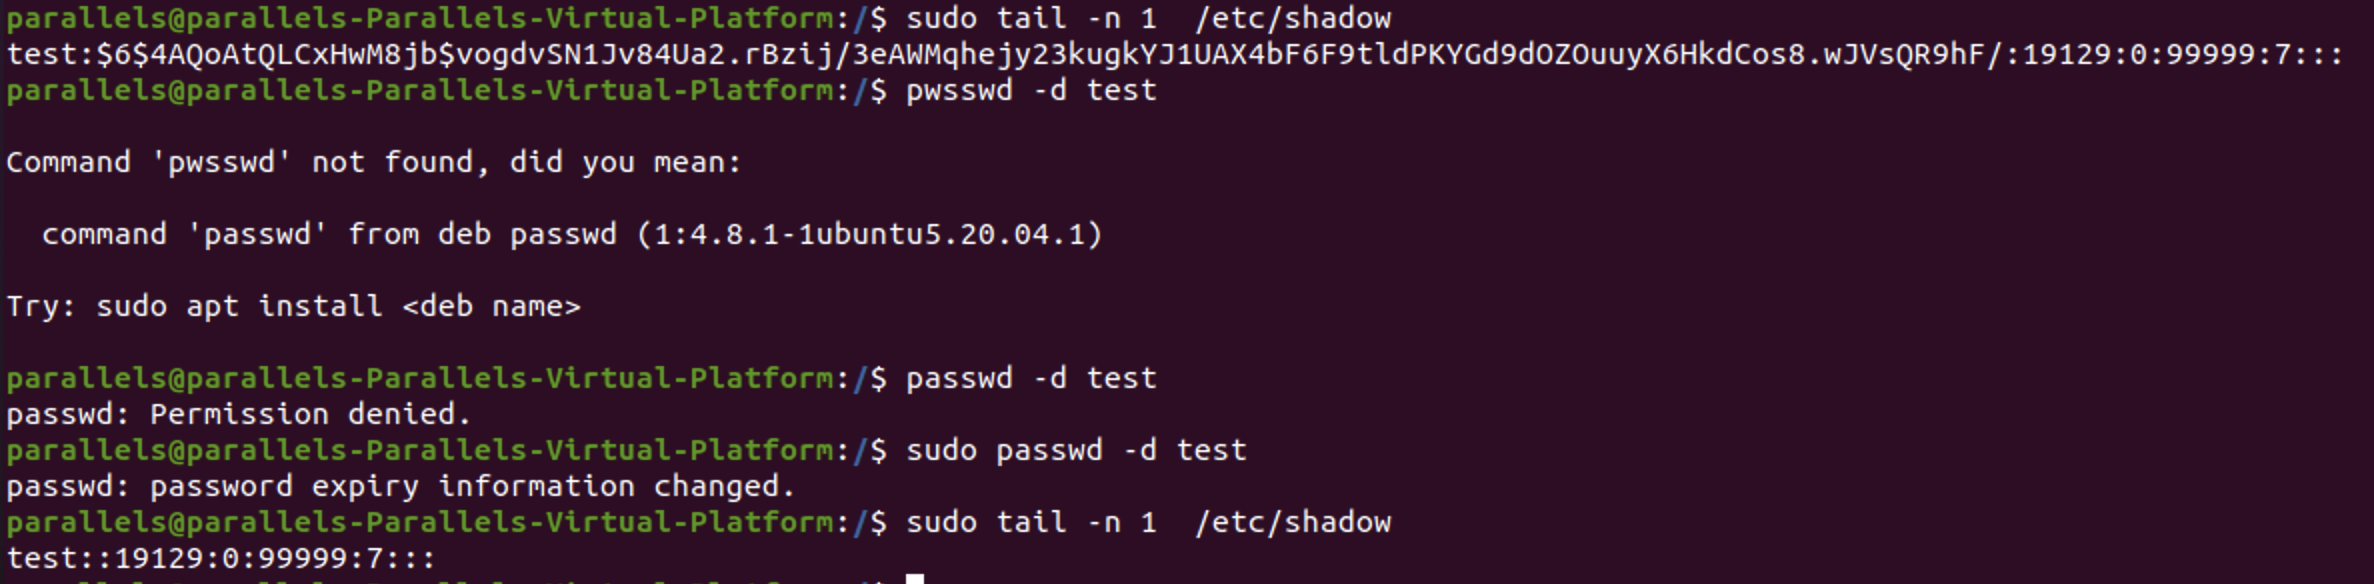 parallels@parallels-Parallels-Virtual-Platform:/$ sudo tail -n 1  /etc/shadow
test:$6$4AQoAtQLCxHwM8jb$vogdvSN1Jv84Ua2.rBzij/3eAWMqhejy23kugkYJ1UAX4bF6F9tldPKYGd9dOZOuuyX6HkdCos8.wJVsQR9hF/:19129:0:99999:7:::
parallels@parallels-Parallels-Virtual-Platform:/$ pwsswd -d test
Command 'pwsswd' not found, did you mean:
  command 'passwd' from deb passwd (1:4.8.1-1ubuntu5.20.04.1)
Try: sudo apt install <deb name>
parallels@parallels-Parallels-Virtual-Platform:/$ passwd -d test
passwd: Permission denied.
parallels@parallels-Parallels-Virtual-Platform:/$ sudo passwd -d test
passwd: password expiry information changed.
parallels@parallels-Parallels-Virtual-Platform:/$ sudo tail -n 1  /etc/shadow
test::19129:0:99999:7:::